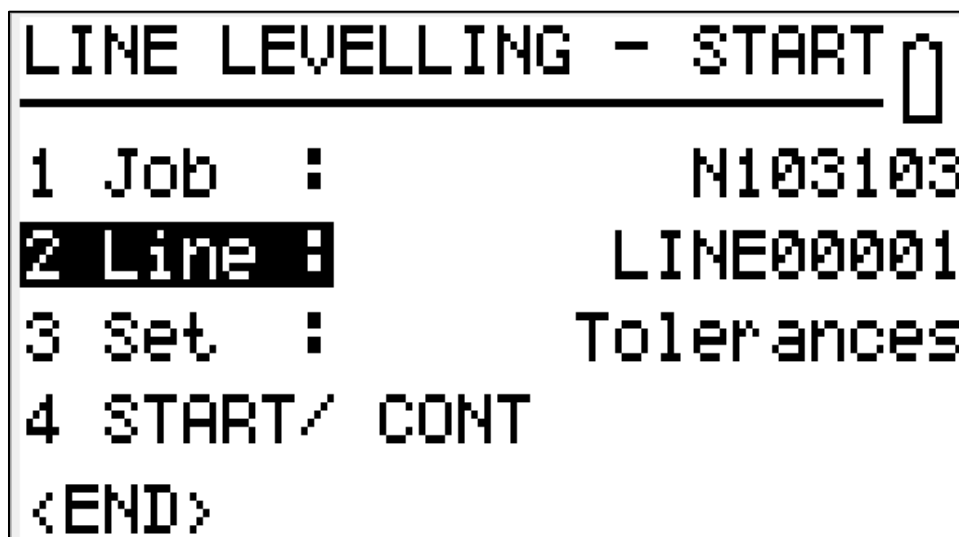 LINE LEVELLING - START
1 Job : N103103
2 Line : LINE00001
3 Set : Tolerances
4 START/ CONT
<END>